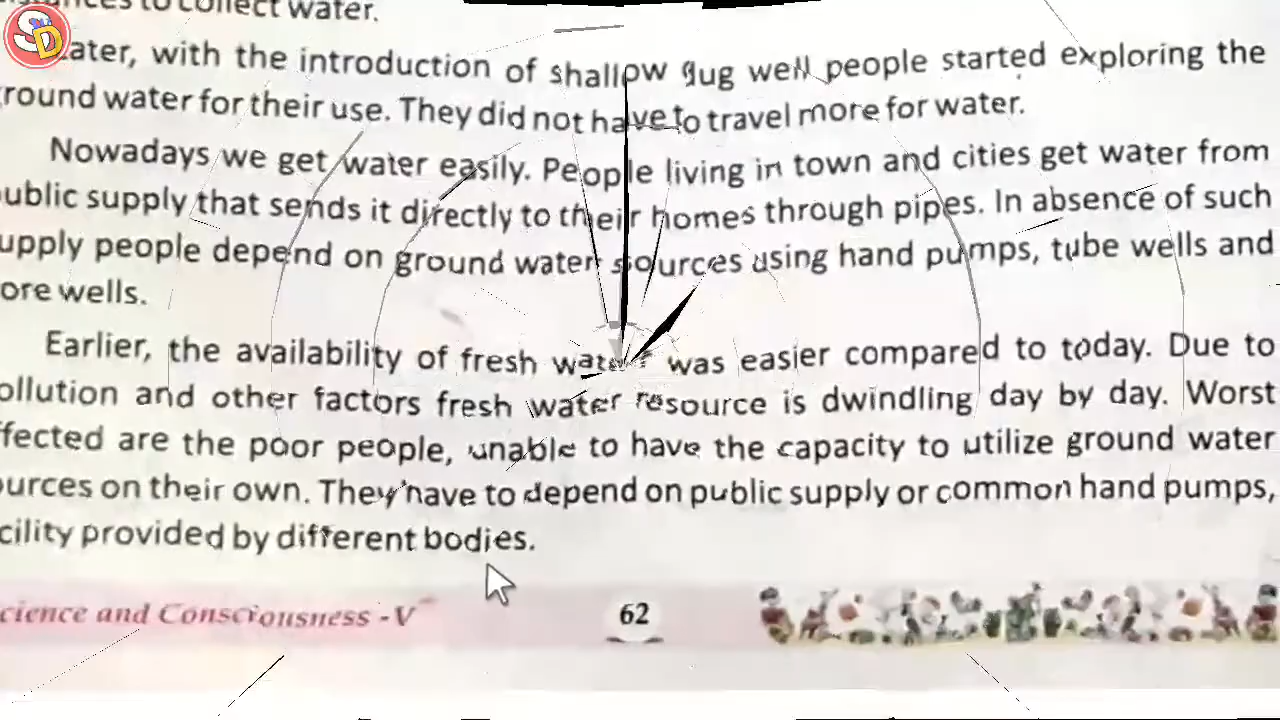 to collect water.
SD
ater, with the introduction of shallow dug well people started exploring the
round water for their use. They did not have to travel more for water.
Nowadays we get water easily. People living in town and cities get water from
ublic supply that sends it directly to their homes through pipes. In absence of such
upply people depend on ground water sources using hand pumps, tube wells and
ore wells.
Earlier, the availability of fresh water was easier compared to today. Due to
ollution and other factors fresh water resource is dwindling day by day. Worst
ffected are the poor people, unable to have the capacity to utilize ground water
ources on their own. They have to depend on public supply or common hand pumps,
cility provided by different bodies.
cience and Consciousness -V
62